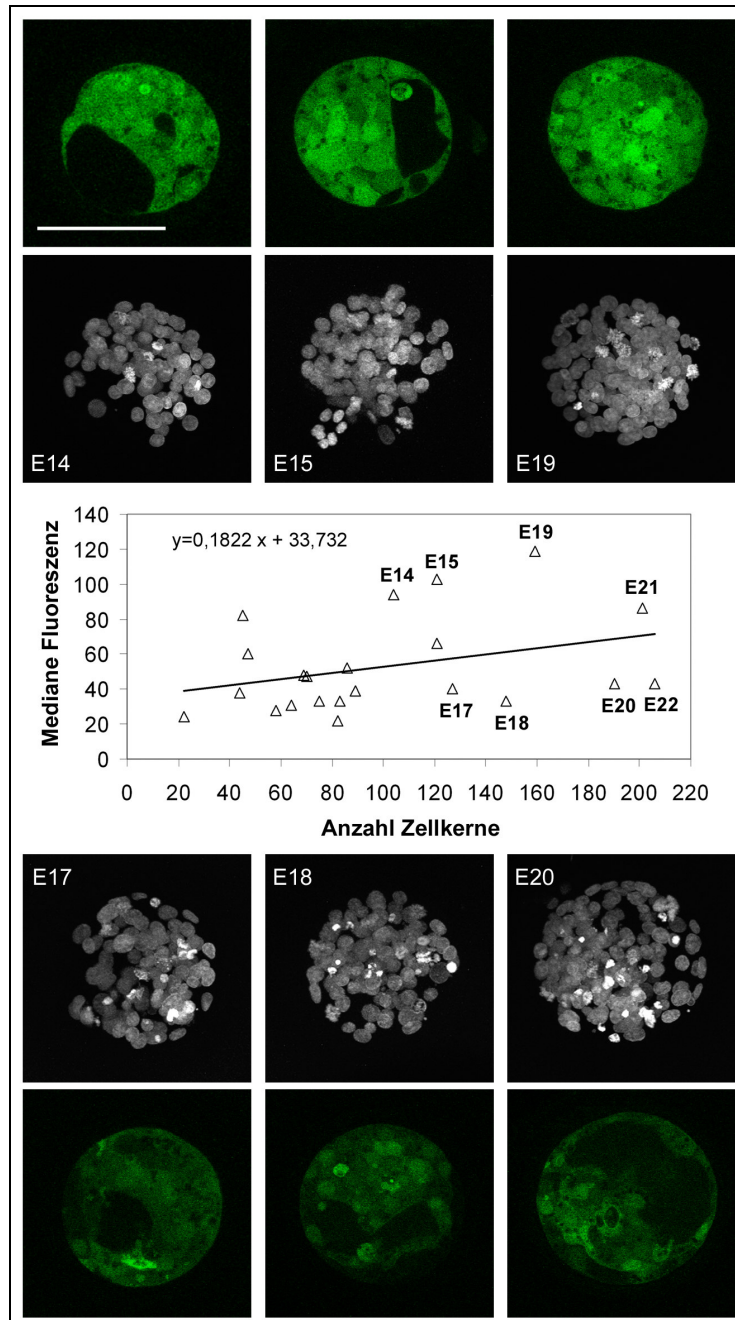 E14 E15 E19
140
120
100
80
60
40
20
0
Mediane Fluoreszenz
y=0,1822 x + 33,732
E14
E15
E19
E21
E17
E18
E20
E22
0 20 40 60 80 100 120 140 160 180 200 220
Anzahl Zellkerne
E17 E18 E20